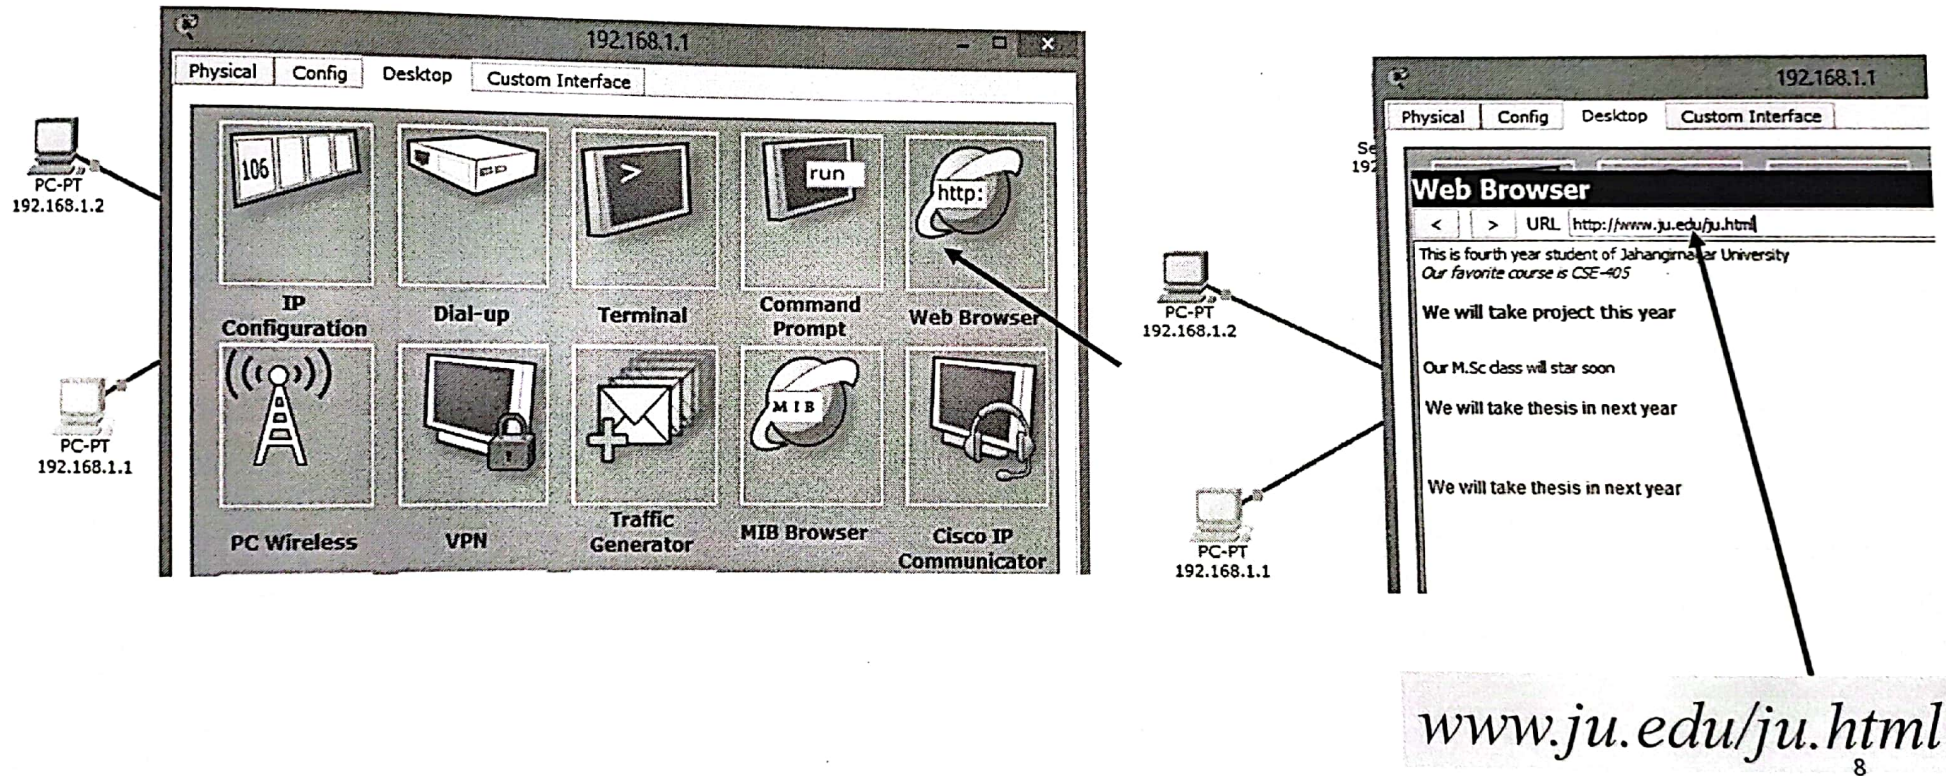 192.168.1.1
Physical Config Desktop Custom Interface
106
>
run
http:
IP Configuration
Dial-up
Terminal
Command Prompt
Web Browser
MIB
PC Wireless
VPN
Traffic Generator
MIB Browser
Cisco IP Communicator
PC-PT
192.168.1.2
PC-PT
192.168.1.1
192.168.1.1
Physical Config Desktop Custom Interface
Se
192
Web Browser
< > URL http://www.ju.edu/ju.html
This is fourth year student of Jahangirnagar University
Our favorite course is CSE-405
We will take project this year
Our M.Sc class will star soon
We will take thesis in next year
We will take thesis in next year
PC-PT
192.168.1.2
PC-PT
192.168.1.1
www.ju.edu/ju.html
8